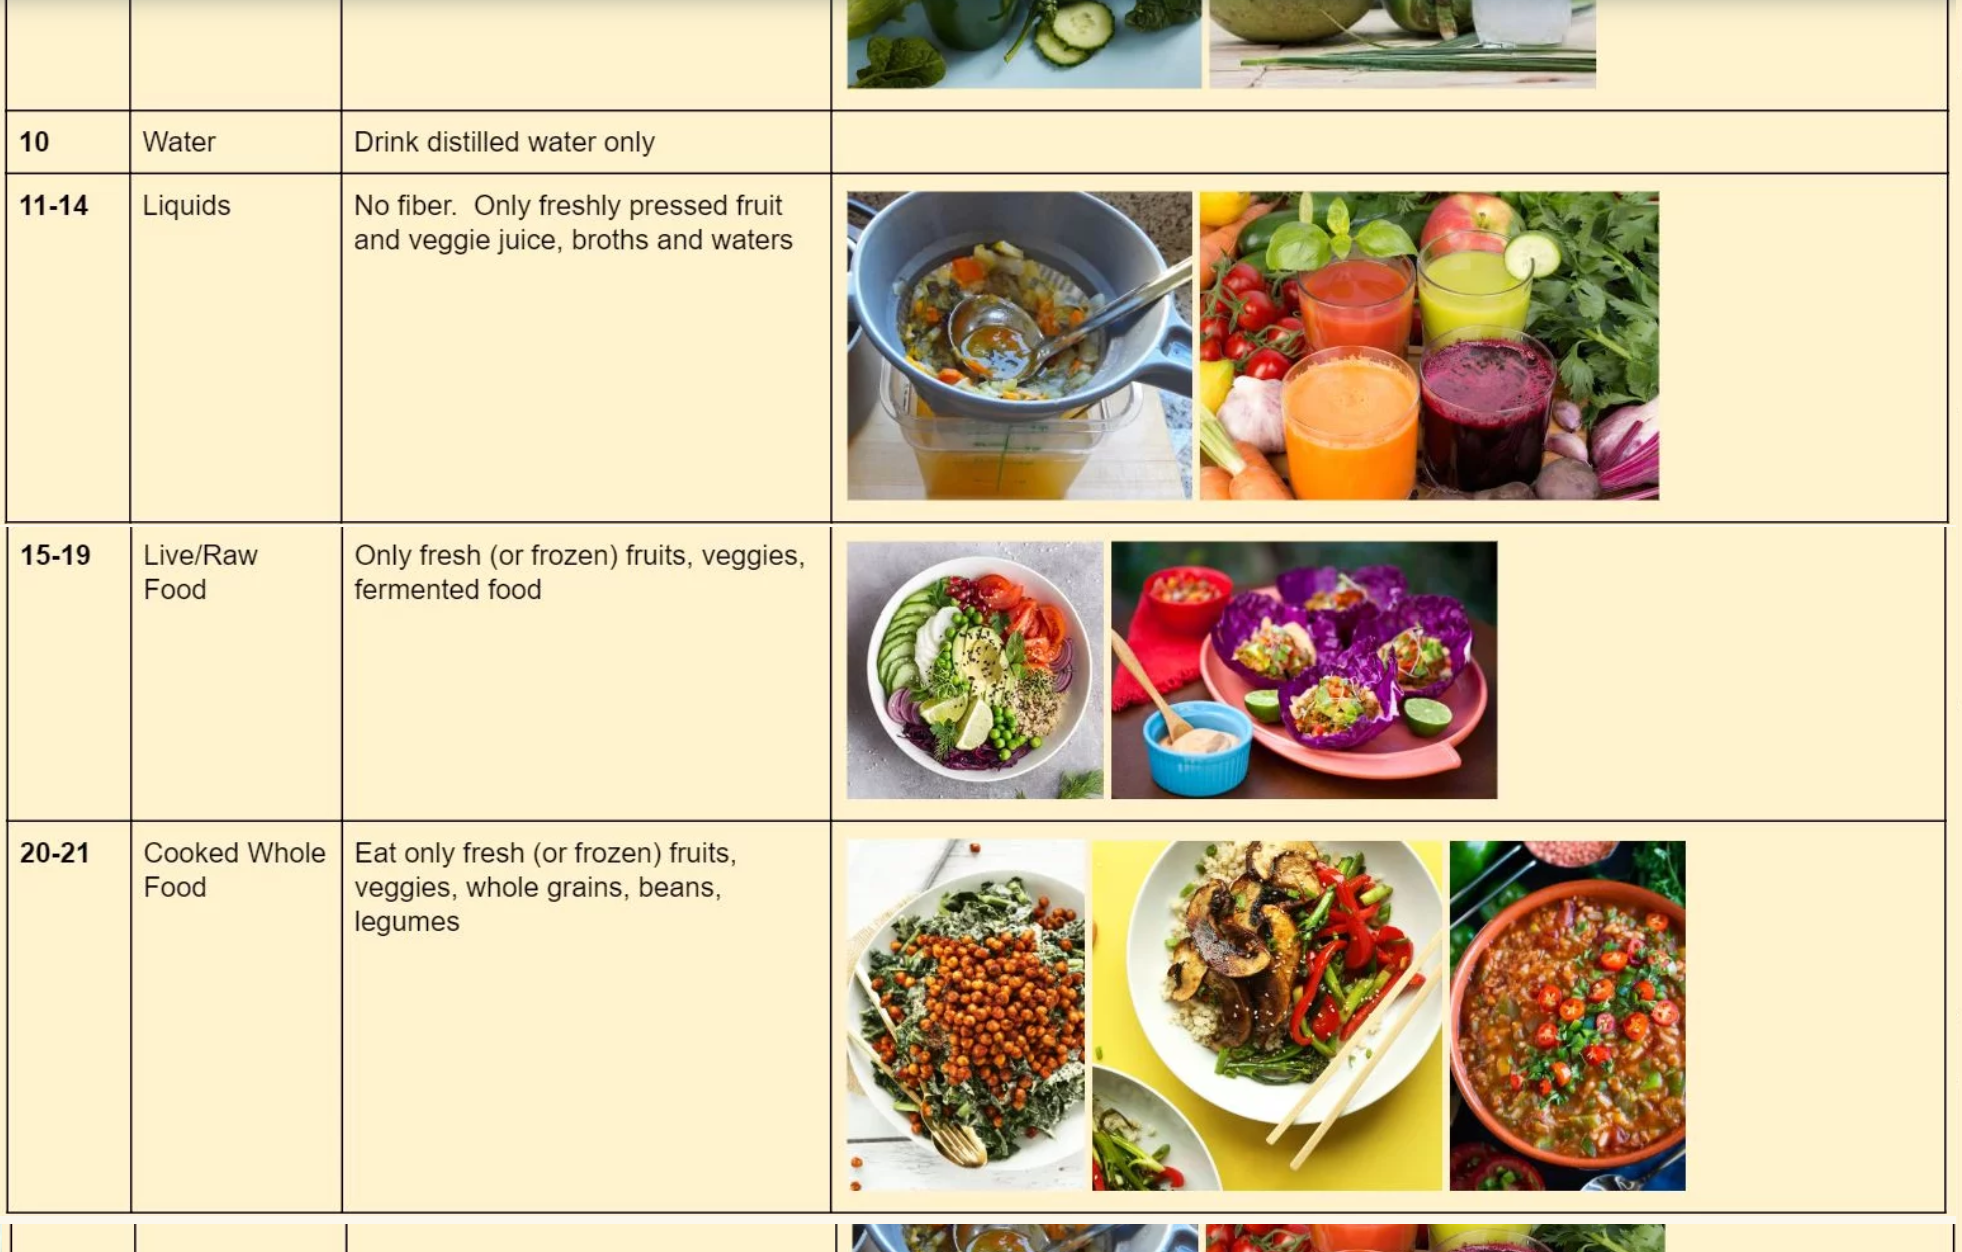 10
Water
Drink distilled water only
11-14
Liquids
No fiber.  Only freshly pressed fruit
and veggie juice, broths and waters
15-19
Live/Raw
Food
Only fresh (or frozen) fruits, veggies,
fermented food
20-21
Cooked Whole
Food
Eat only fresh (or frozen) fruits,
veggies, whole grains, beans,
legumes